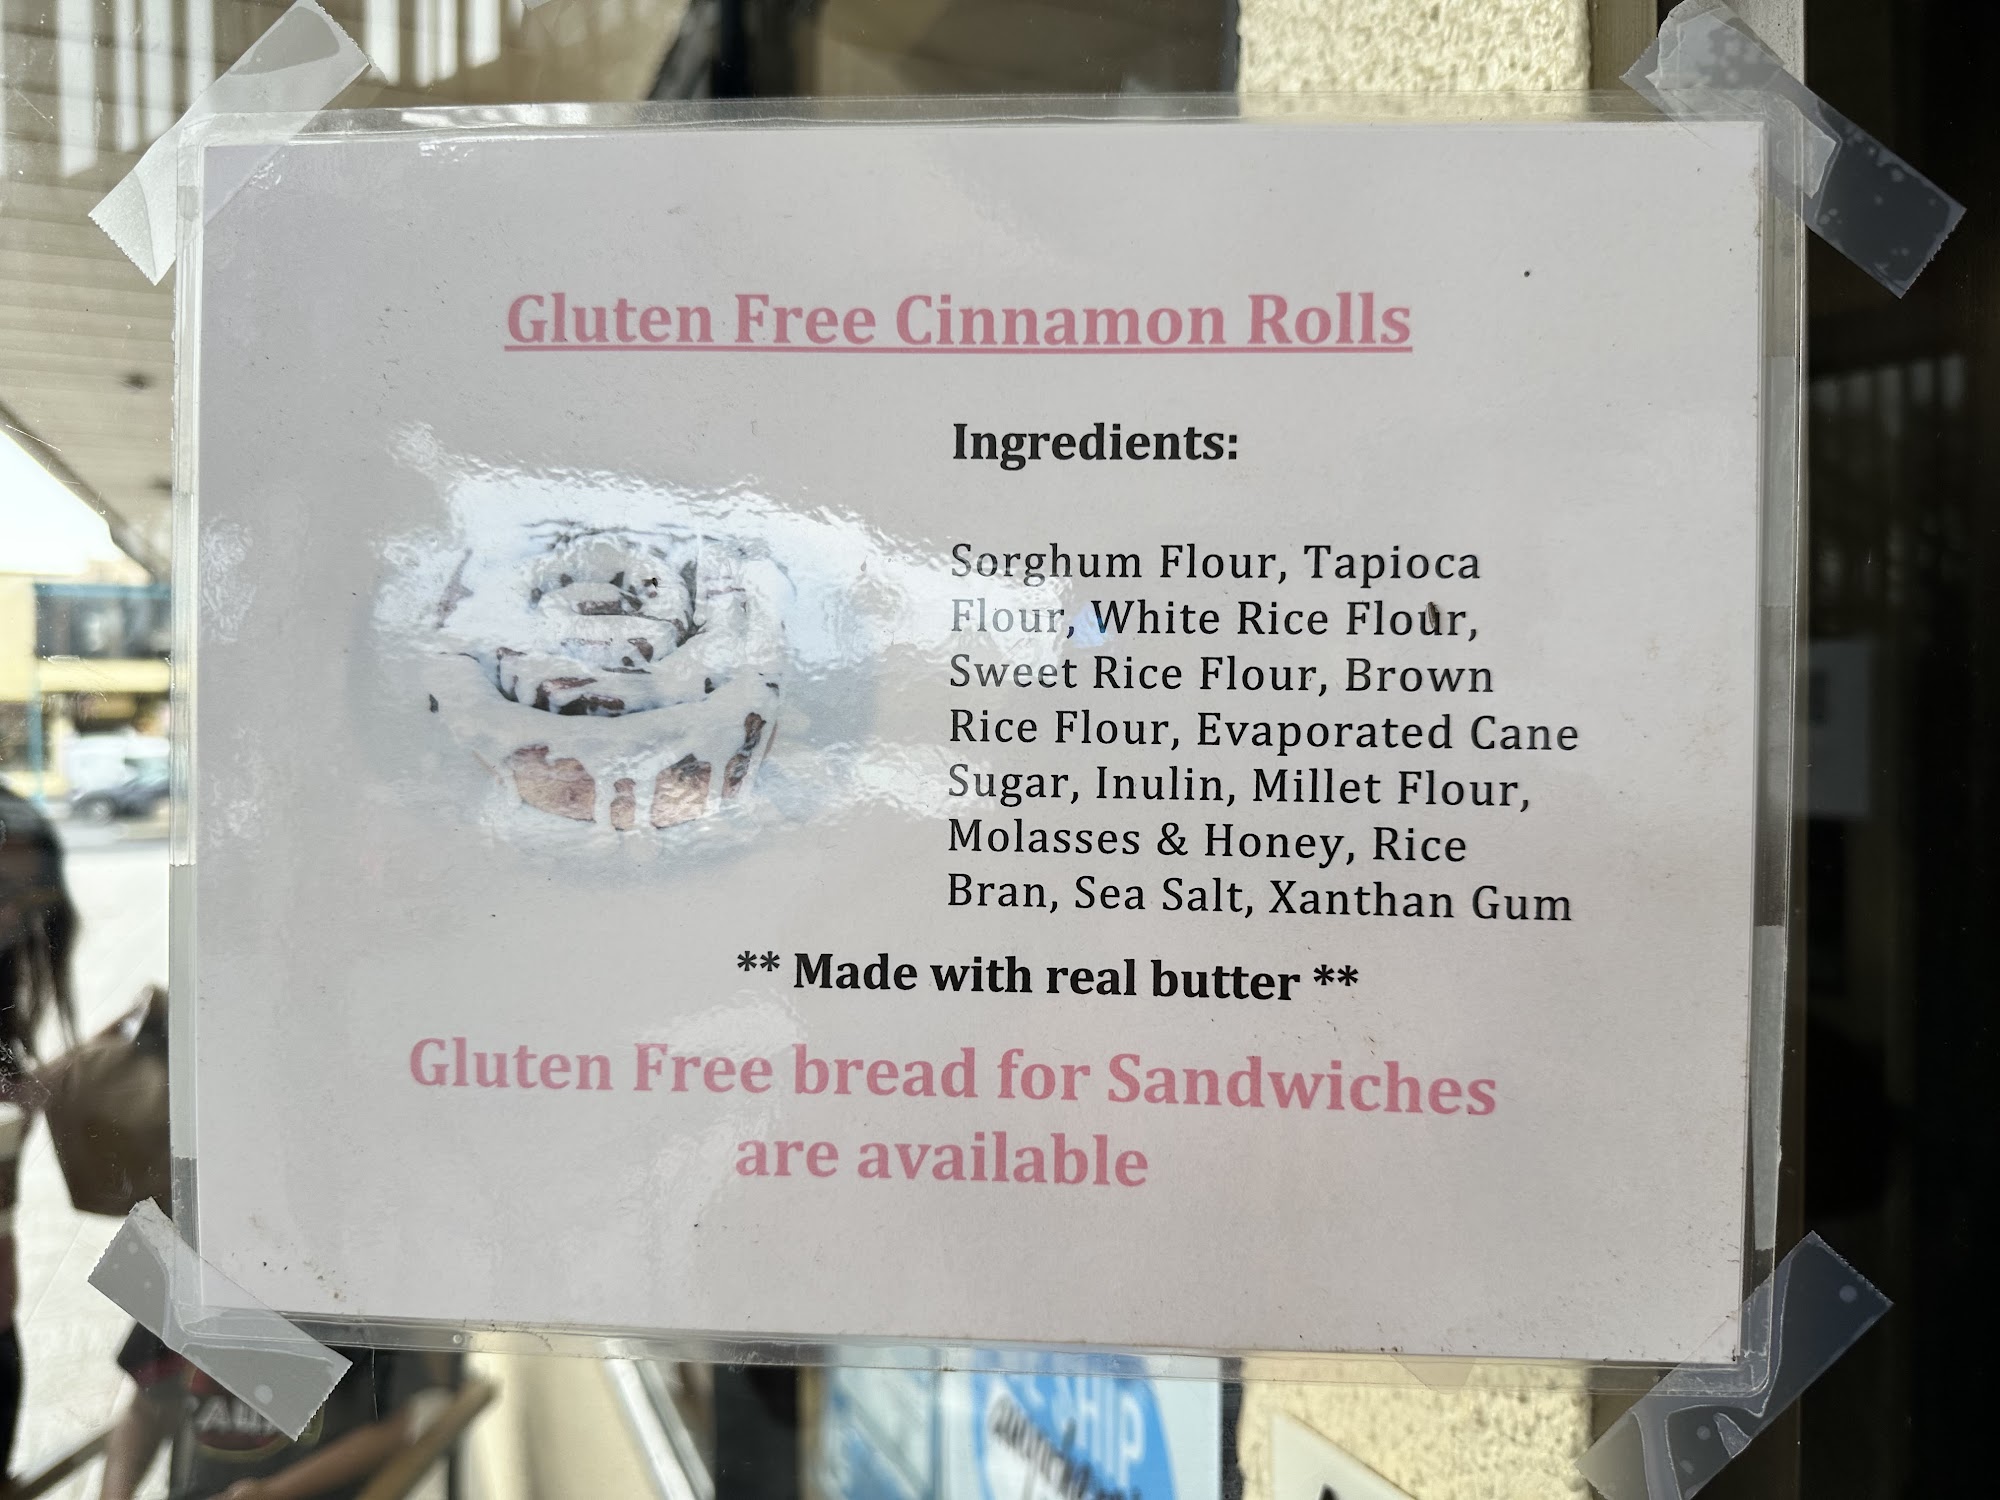 Gluten Free Cinnamon Rolls
Ingredients:
Sorghum Flour, Tapioca
Flour, White Rice Flour,
Sweet Rice Flour, Brown
Rice Flour, Evaporated Cane
Sugar, Inulin, Millet Flour,
Molasses & Honey, Rice
Bran, Sea Salt, Xanthan Gum
** Made with real butter **
Gluten Free bread for Sandwiches
are available
SHIP
anywhere